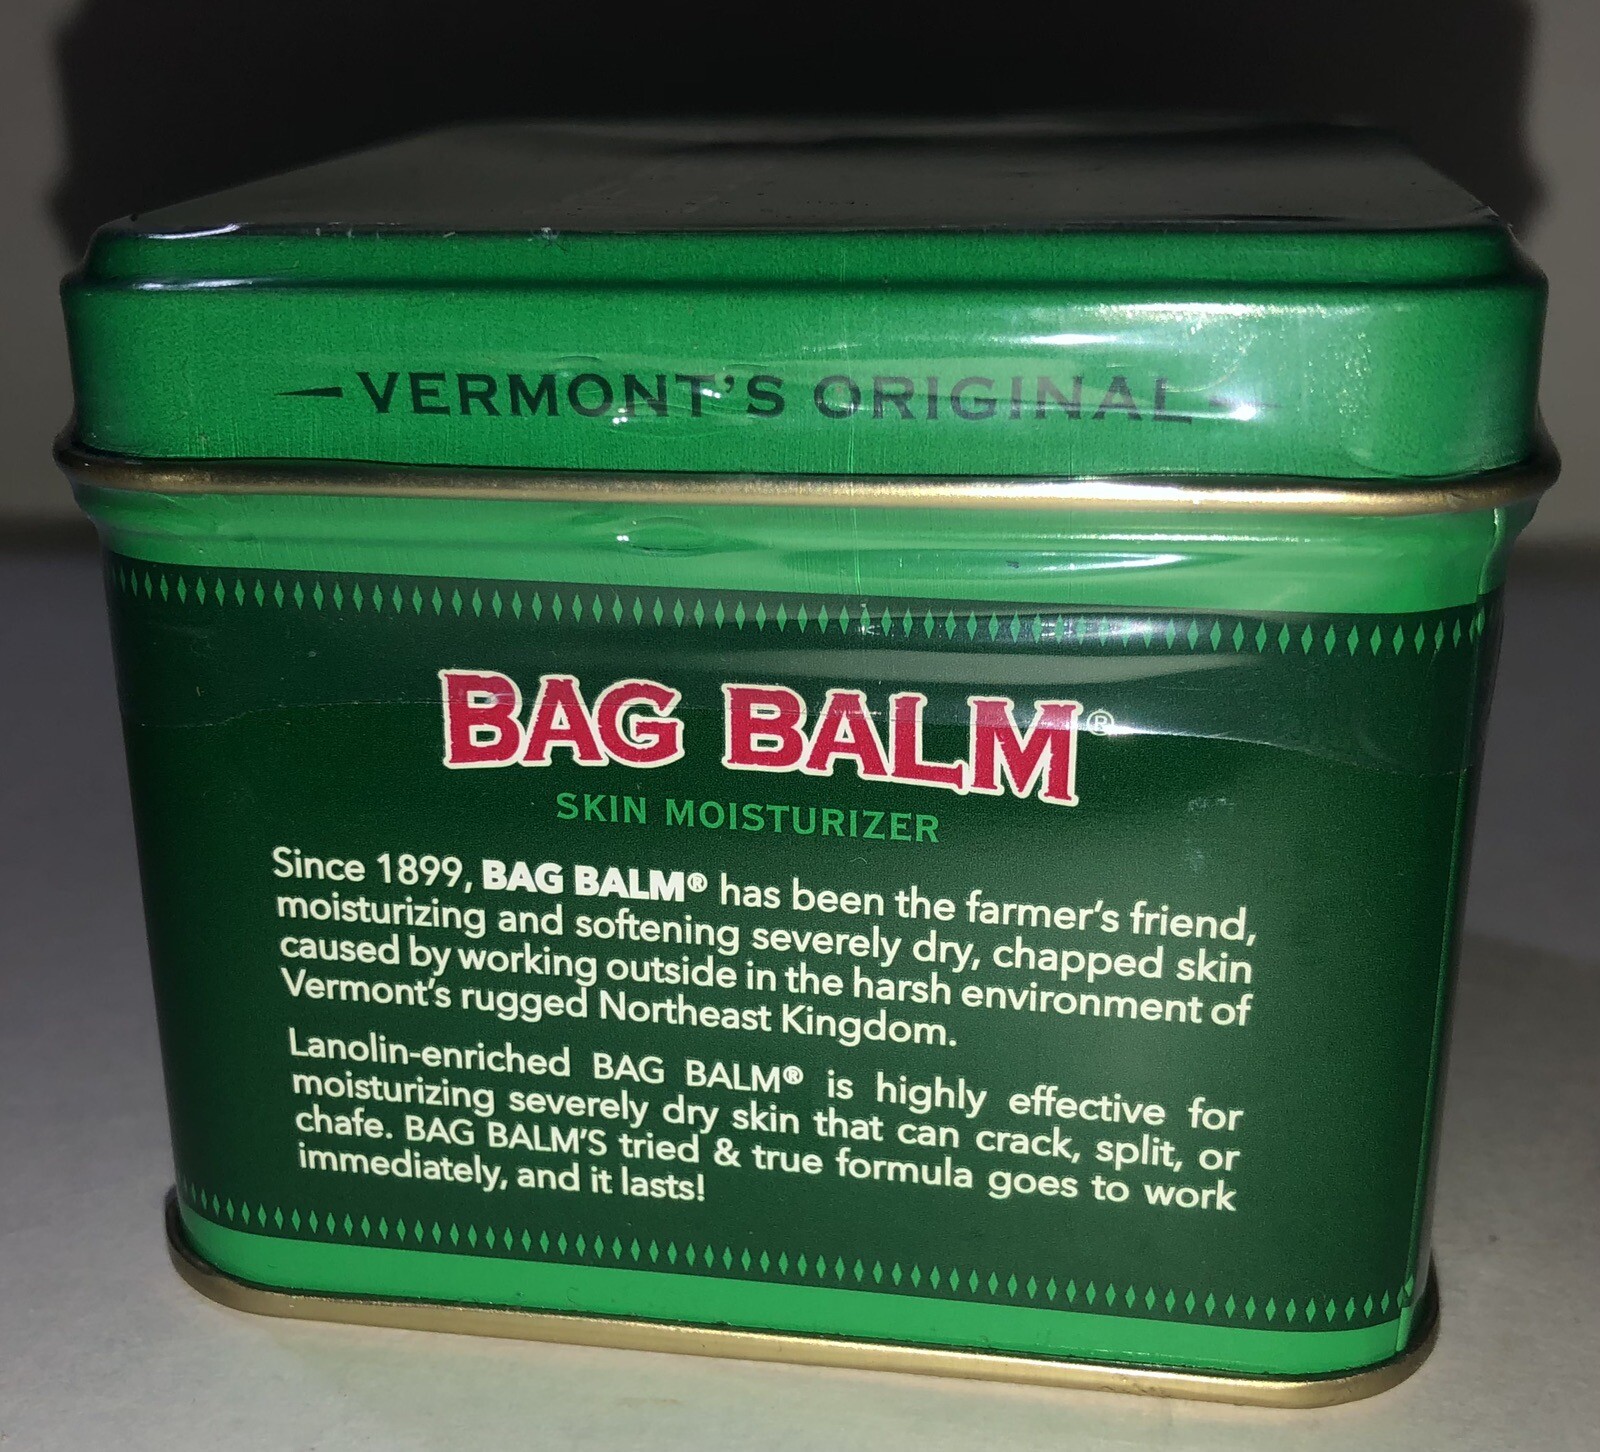 VERMONT'S ORIGINAL
BAG BALM®
SKIN MOISTURIZER
Since 1899, BAG BALM® has been the farmer's friend,
moisturizing and softening severely dry, chapped skin
caused by working outside in the harsh environment of
Vermont's rugged Northeast Kingdom.
Lanolin-enriched BAG BALM® is highly effective for
moisturizing severely dry skin that can crack, split, or
chafe. BAG BALM'S tried & true formula goes to work
immediately, and it lasts!